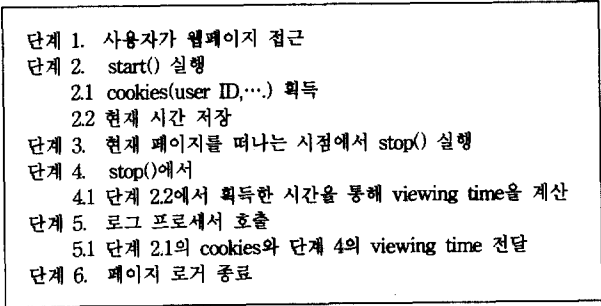 단계 1. 사용자가 웹페이지 접근
단계 2. start() 실행
2.1 cookies(user ID,….) 획득
2.2 현재 시간 저장
단계 3. 현재 페이지를 떠나는 시점에서 stop() 실행
단계 4. stop()에서
4.1 단계 2.2에서 획득한 시간을 통해 viewing time을 계산
단계 5. 로그 프로세서 호출
5.1 단계 2.1의 cookies와 단계 4의 viewing time 전달
단계 6. 페이지 로거 종료